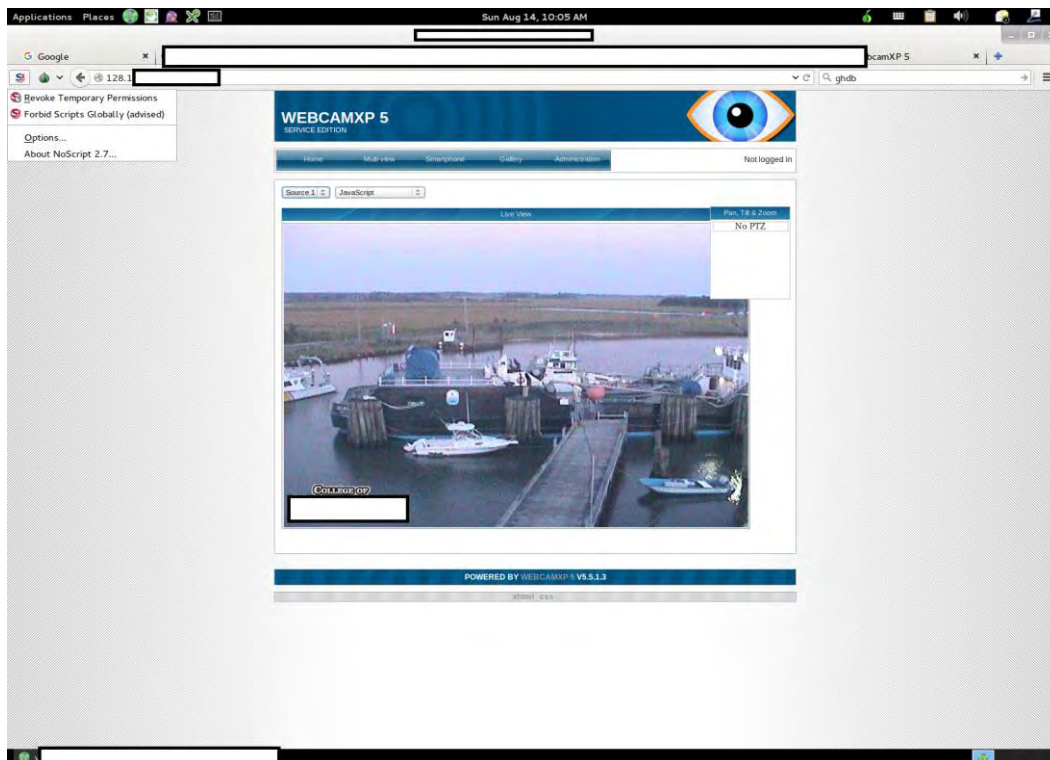 Applications Places Sun Aug 14, 10:05 AM
Google bcamXP 5
128.1 ghdb
Revoke Temporary Permissions
Forbid Scripts Globally (advised)
Options...
About NoScript 2.7...
WEBCAMXP 5
SERVICE EDITION
Home Multi view Smartphone Gallery Administration Not logged in
Source 1 JavaScript
Live View Pan, Tilt & Zoom
No PTZ
COLLEGE OF
POWERED BY WEBCAMXP 5 V5.5.1.3
about css